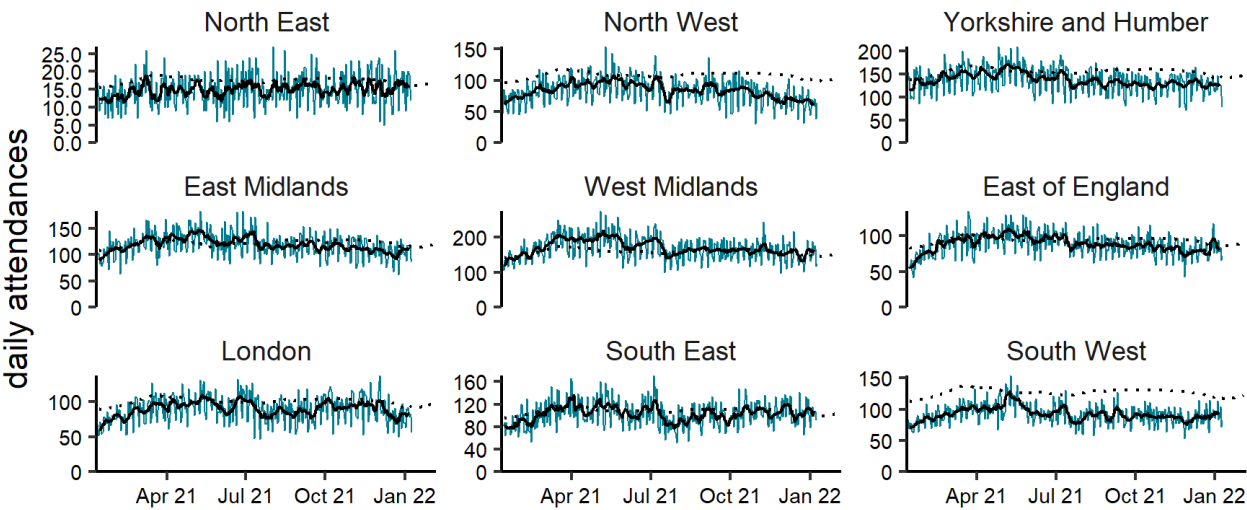 North East
North West
Yorkshire and Humber
25.0
20.0
15.0
10.0
5.0
0.0
150
100
50
0
200
150
100
50
0
daily attendances
East Midlands
West Midlands
East of England
150
100
50
0
200
100
0
100
50
0
London
South East
South West
100
50
0
160
120
80
40
0
150
100
50
0
Apr 21 Jul 21 Oct 21 Jan 22
Apr 21 Jul 21 Oct 21 Jan 22
Apr 21 Jul 21 Oct 21 Jan 22